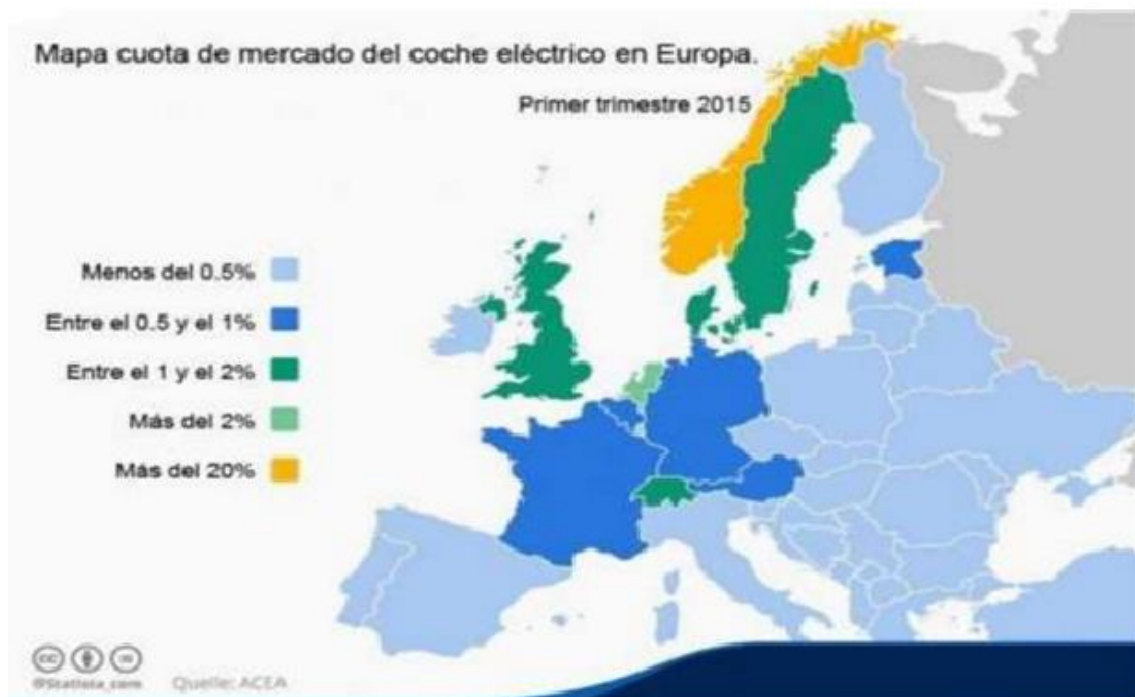 Mapa cuota de mercado del coche eléctrico en Europa.
Primer trimestre 2015
Menos del 0.5%
Entre el 0.5 y el 1%
Entre el 1 y el 2%
Más del 2%
Más del 20%
@Statista_com
Quelle: ACEA